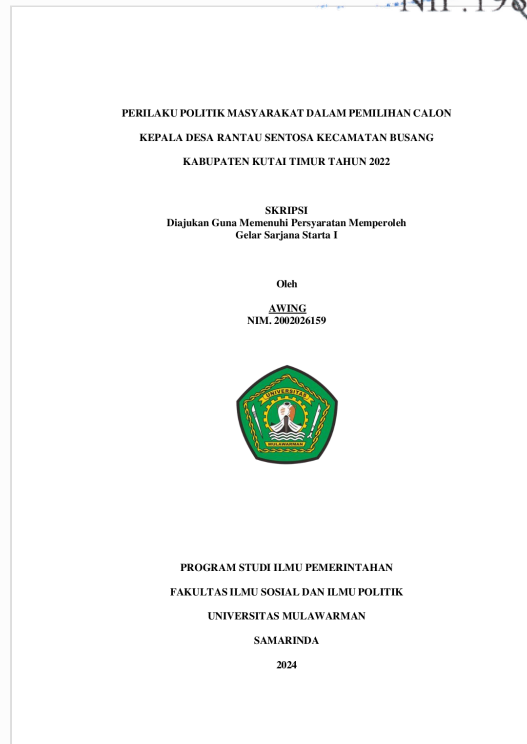 PERILAKU POLITIK MASYARAKAT DALAM PEMILIHAN CALON
KEPALA DESA RANTAU SENTOSA KECAMATAN BUSANG
KABUPATEN KUTAI TIMUR TAHUN 2022
SKRIPSI
Diajukan Guna Memenuhi Persyaratan Memperoleh
Gelar Sarjana Starta I
Oleh
AWING
NIM. 2002026159
UNIVERSITAS
MULAWARMAN
PROGRAM STUDI ILMU PEMERINTAHAN
FAKULTAS ILMU SOSIAL DAN ILMU POLITIK
UNIVERSITAS MULAWARMAN
SAMARINDA
2024